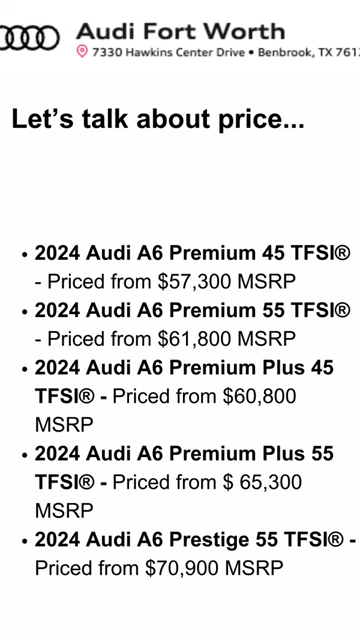 Audi Fort Worth
7330 Hawkins Center Drive • Benbrook, TX 7612
Let’s talk about price...
• 2024 Audi A6 Premium 45 TFSI®
- Priced from $57,300 MSRP
• 2024 Audi A6 Premium 55 TFSI®
- Priced from $61,800 MSRP
• 2024 Audi A6 Premium Plus 45
TFSI® - Priced from $60,800
MSRP
• 2024 Audi A6 Premium Plus 55
TFSI® - Priced from $ 65,300
MSRP
• 2024 Audi A6 Prestige 55 TFSI® -
Priced from $70,900 MSRP